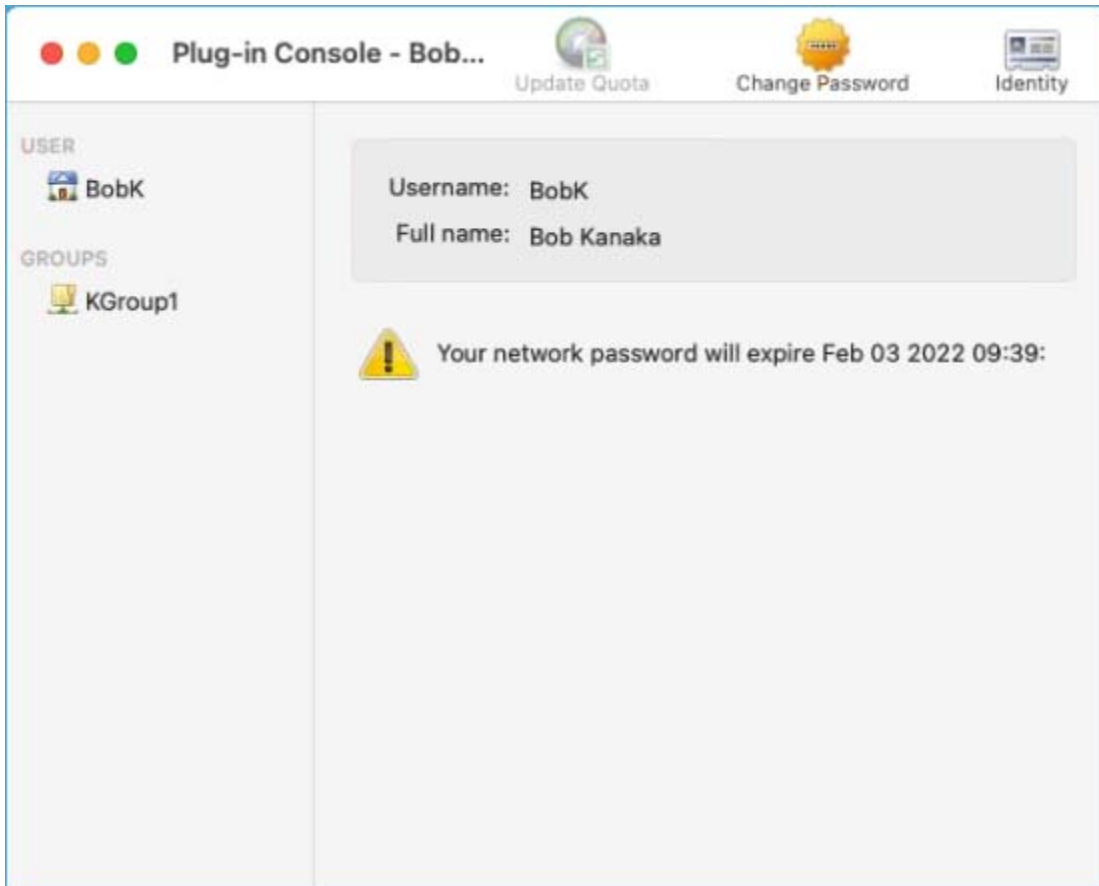 Plug-in Console - Bob...
Update Quota
Change Password
Identity
USER
BobK
GROUPS
KGroup1
Username: BobK
Full name: Bob Kanaka
Your network password will expire Feb 03 2022 09:39: